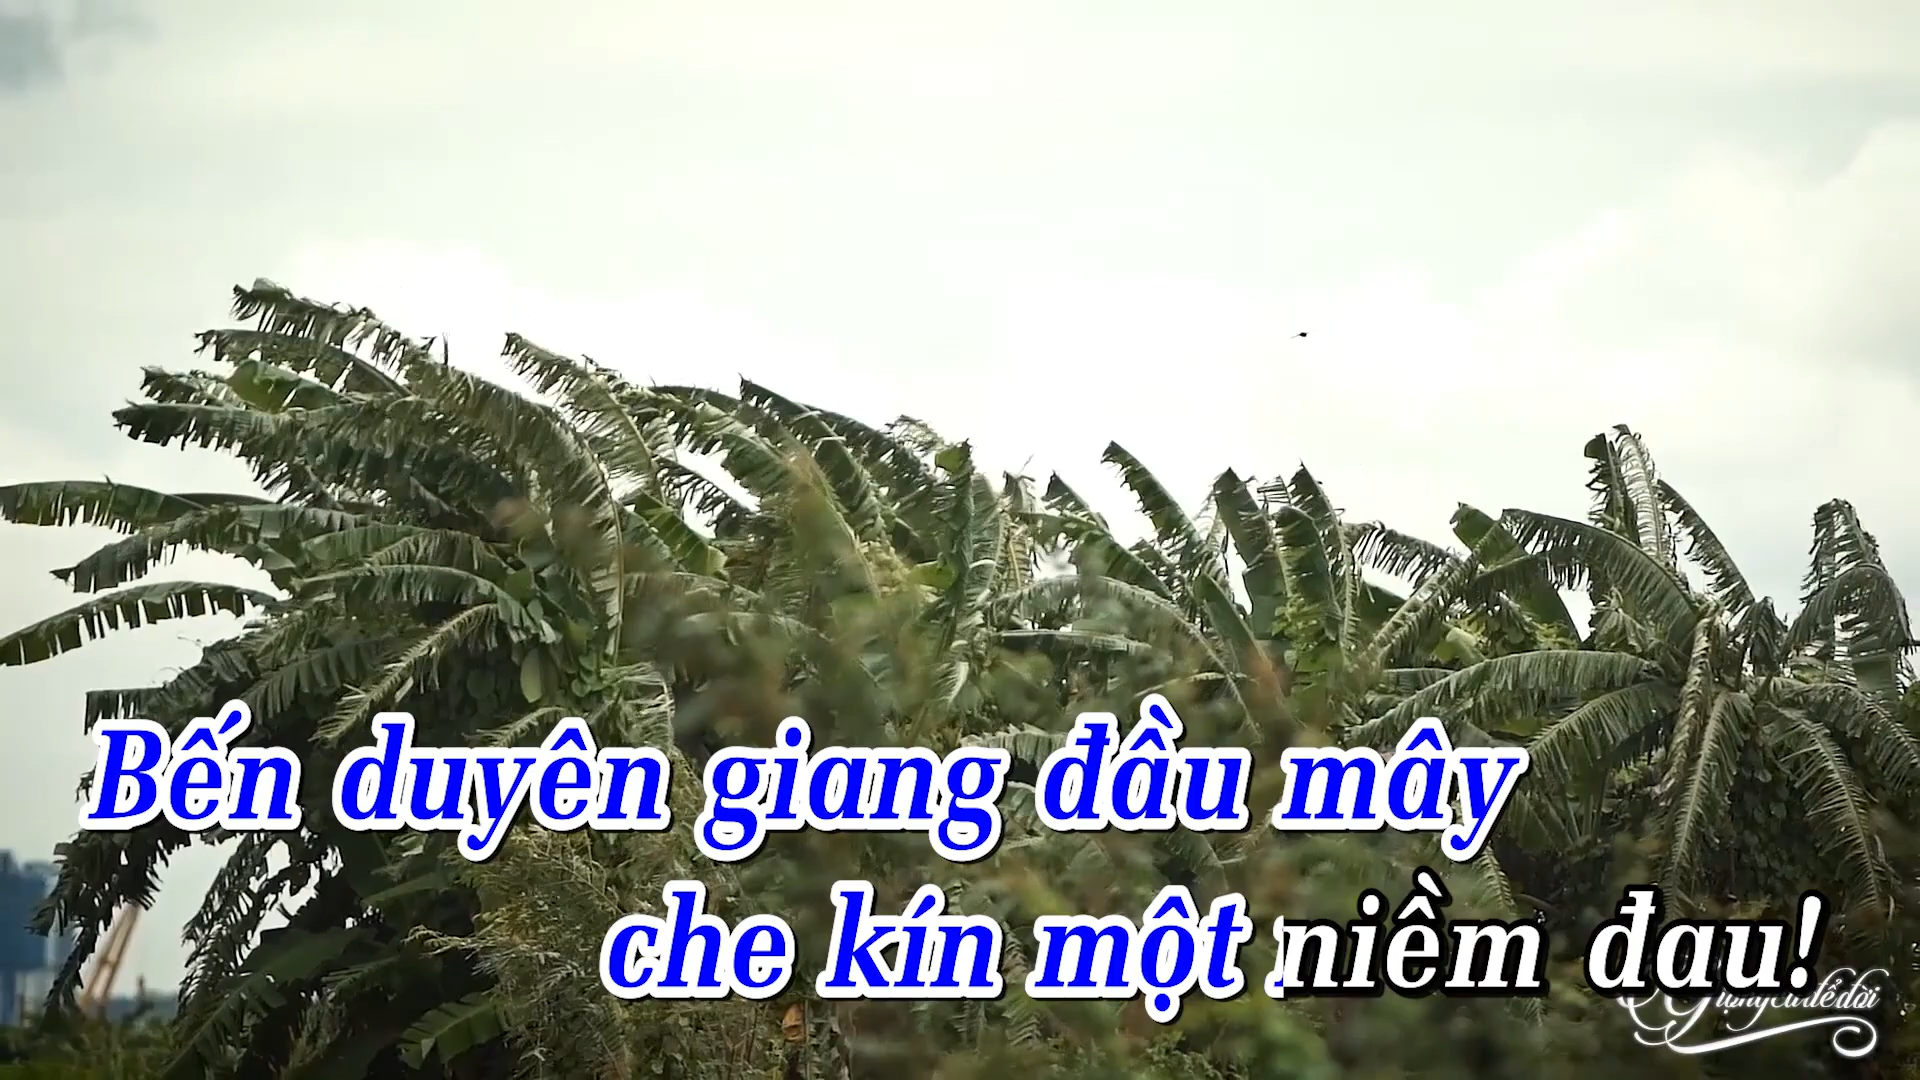 Bến duyên giang đầu mây
che kín một niềm đau!